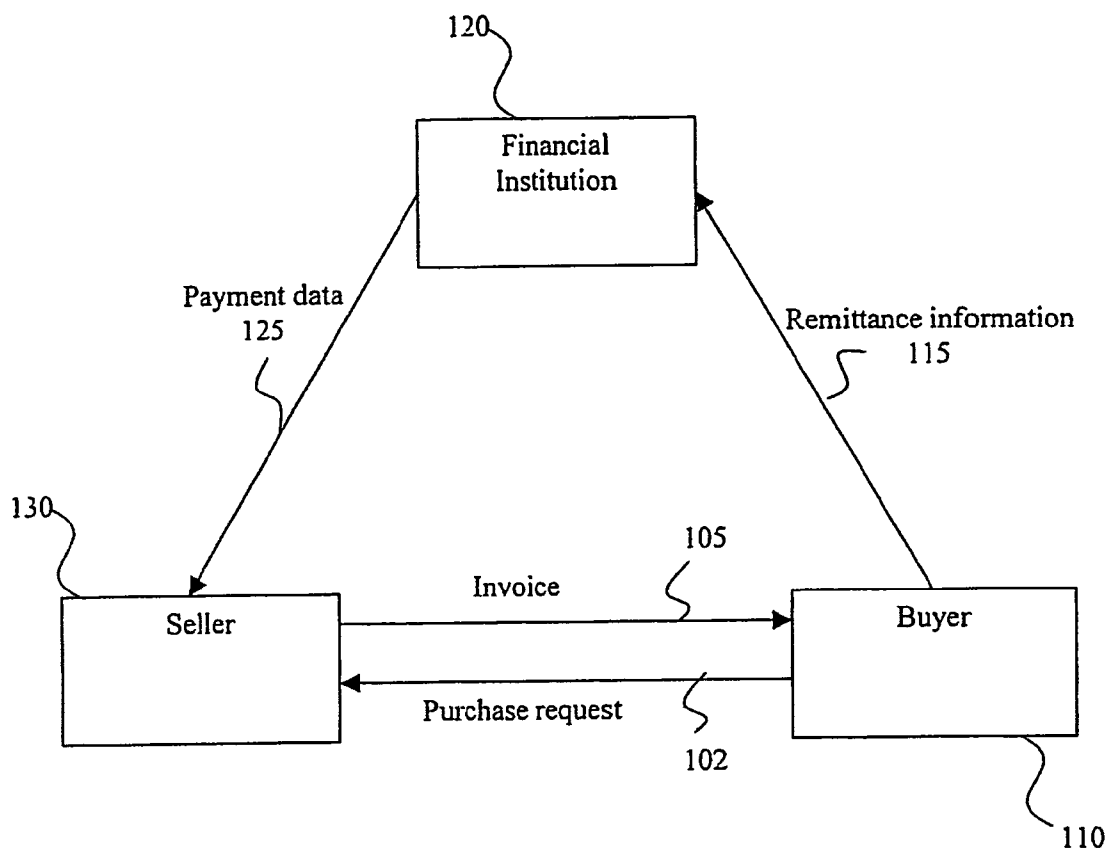 120
Financial
Institution
Payment data
125
Remittance information
115
130
105
Invoice
Seller
Buyer
Purchase request
102
110